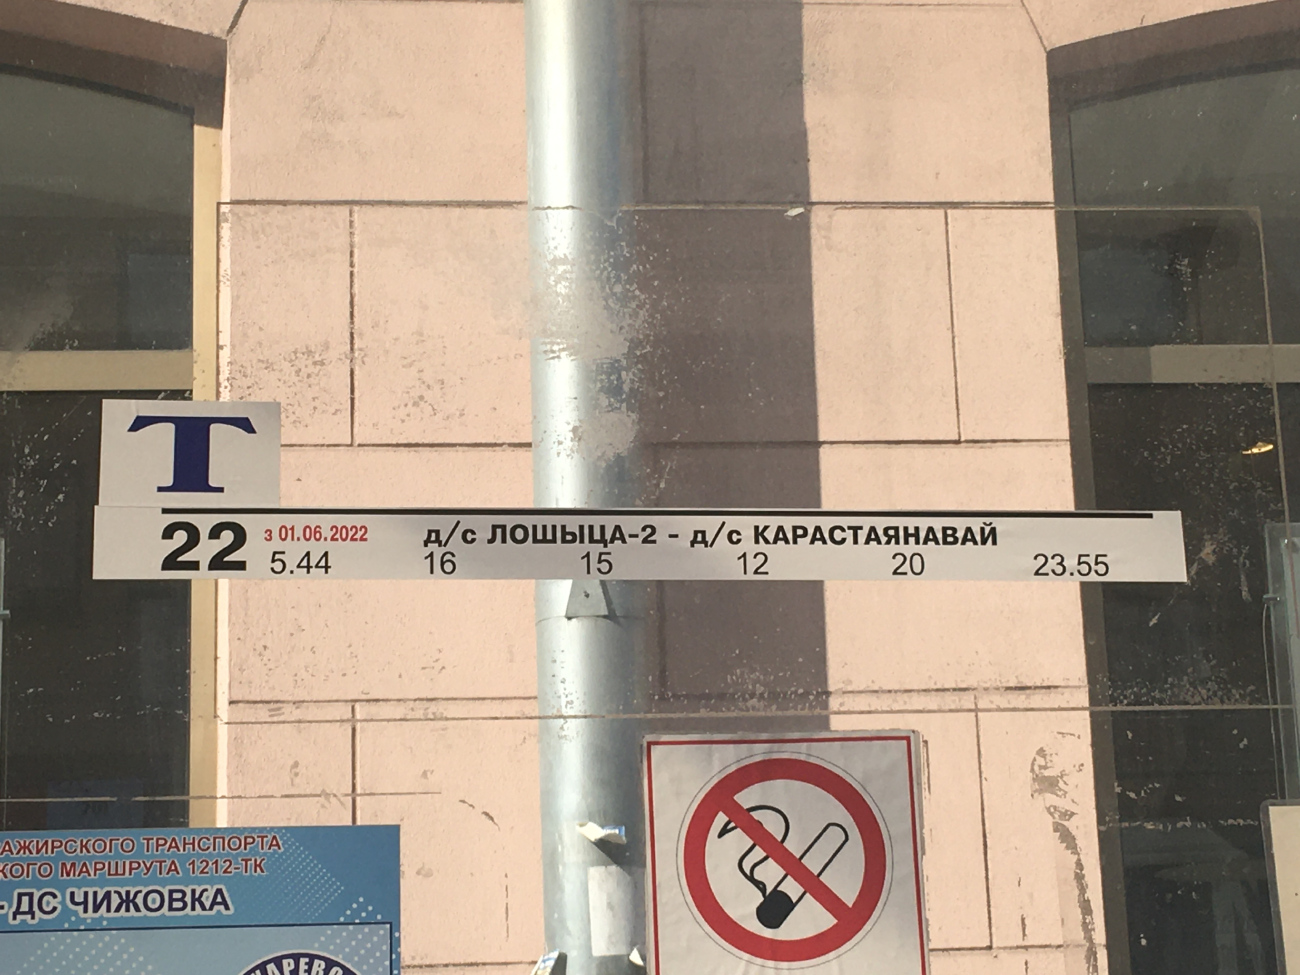 Т
22 з 01.06.2022 д/с ЛОШЫЦА-2 - д/с КАРАСТАЯНАВАЙ
5.44 16 15 12 20 23.55
АЖИРСКОГО ТРАНСПОРТА
КОГО МАРШРУТА 1212-ТК
- ДС ЧИЖОВКА